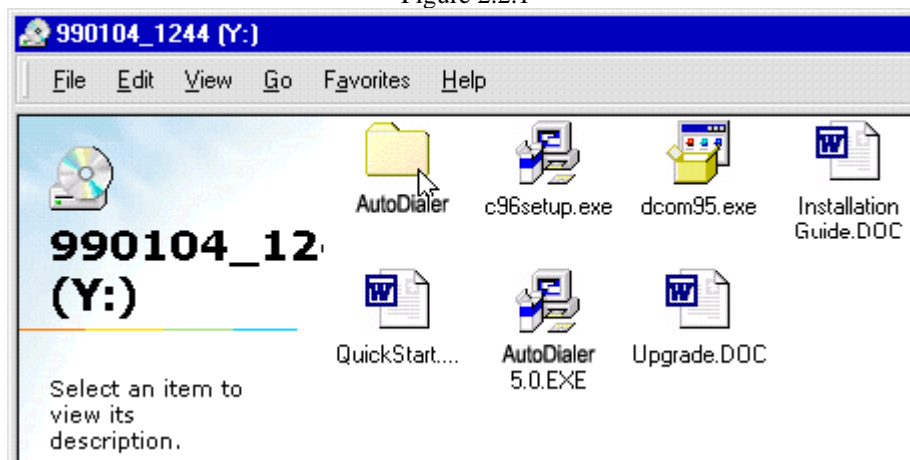 Figure 2.2.1
990104_1244 (Y:)
File Edit View Go Favorites Help
AutoDialer
c96setup.exe
dcom95.exe
Installation
Guide.DOC
990104_12
(Y:)
QuickStart....
AutoDialer
5.0.EXE
Upgrade.DOC
Select an item to
view its
description.